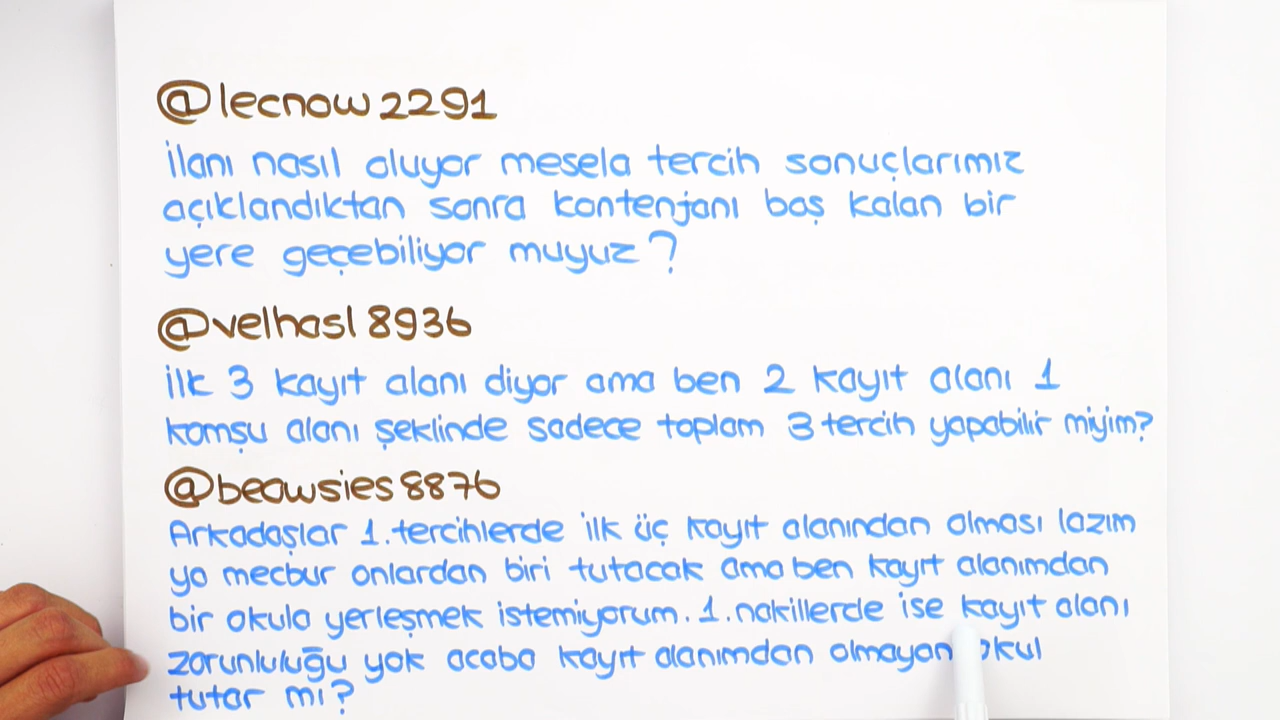 @lecnow2291
İlanı nasıl oluyor mesela tercih sonuçlarımız
açıklandıktan sonra kontenjanı boş kalan bir
yere geçebiliyor muyuz?
@velhasl8936
İlk 3 kayıt alanı diyor ama ben 2 kayıt alanı 1
komşu alanı şeklinde sadece toplam 3 tercih yapabilir miyim?
@beowsies8876
Arkadaşlar 1. tercihlerde ilk üç kayıt alanından olması lazım
ya mecbur onlardan biri tutacak ama ben kayıt alanımdan
bir okula yerleşmek istemiyorum. 1. nakillerde ise kayıt alanı
zorunluluğu yok acaba kayıt alanımdan olmayan okul
tutar mı?